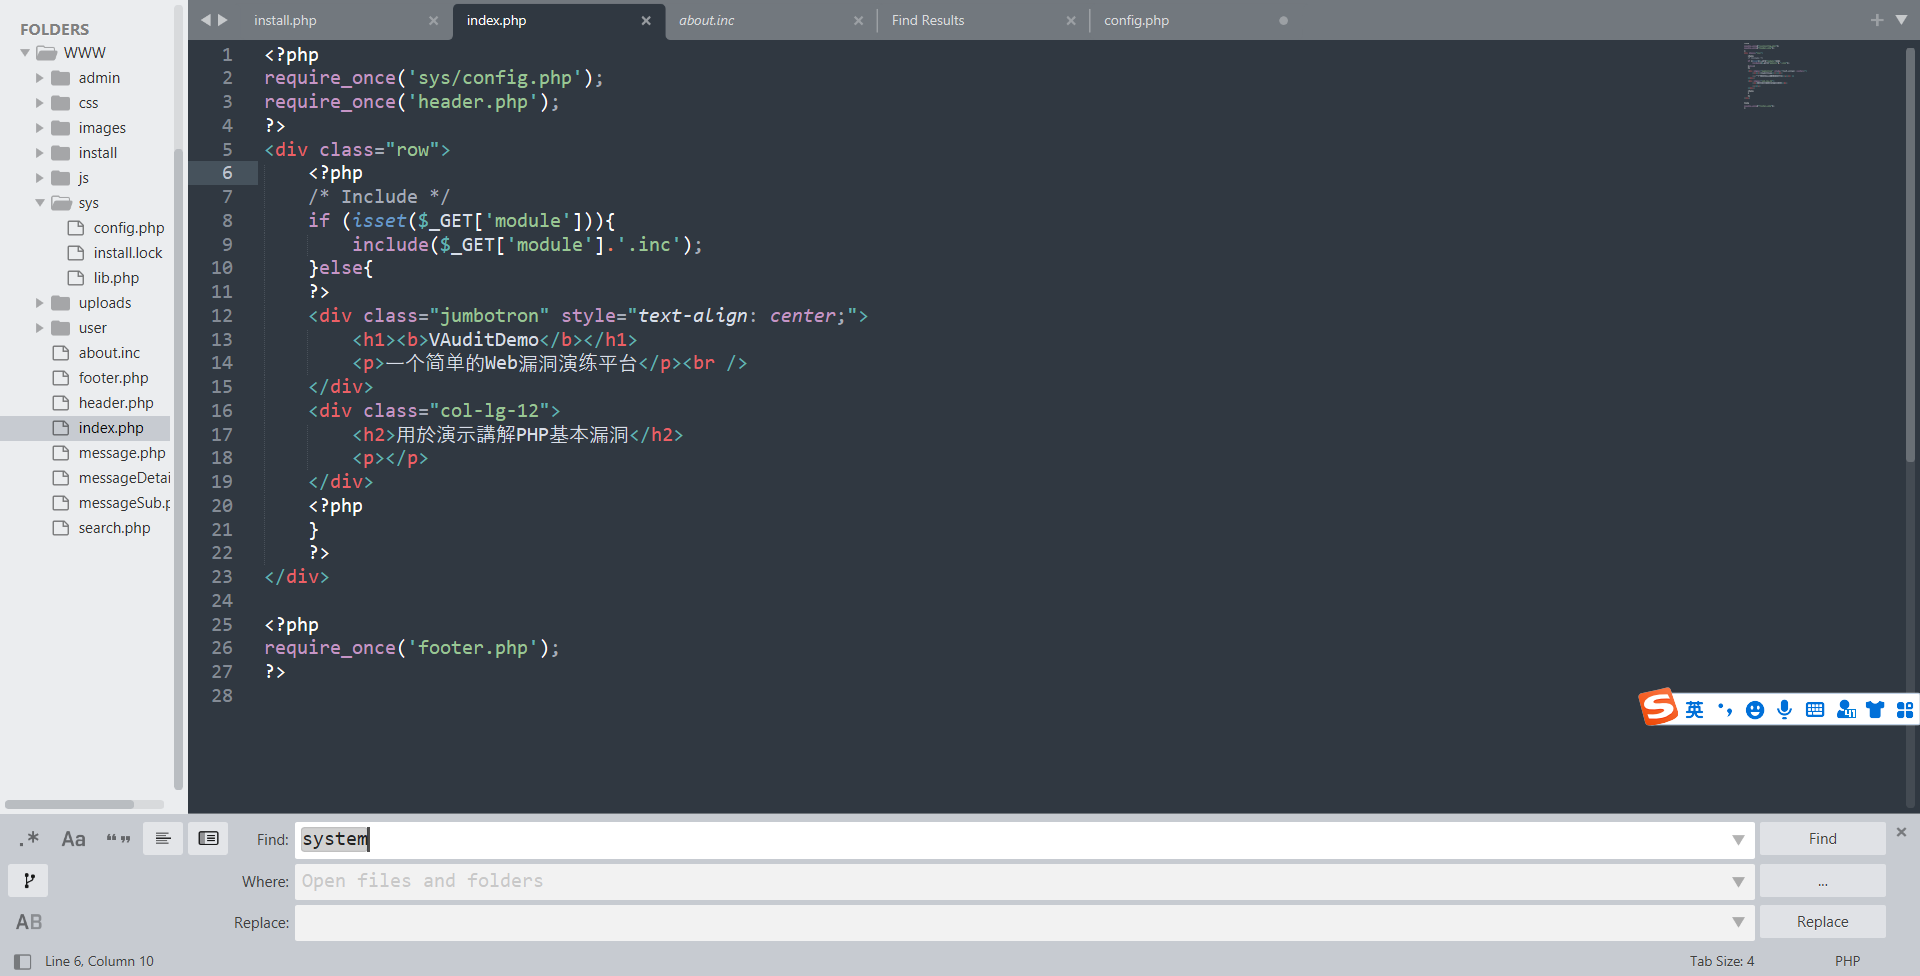 FOLDERS
WWW
admin
css
images
install
js
sys
config.php
install.lock
lib.php
uploads
user
about.inc
footer.php
header.php
index.php
message.php
messageDetai
messageSub.p
search.php
install.php
index.php
about.inc
Find Results
config.php
1 <?php
2 require_once('sys/config.php');
3 require_once('header.php');
4 ?>
5 <div class="row">
6     <?php
7     /* Include */
8     if (isset($_GET['module'])){
9         include($_GET['module'].'.inc');
10     }else{
11     ?>
12     <div class="jumbotron" style="text-align: center;">
13         <h1><b>VAuditDemo</b></h1>
14         <p>一个简单的Web漏洞演练平台</p><br />
15     </div>
16     <div class="col-lg-12">
17         <h2>用於演示講解PHP基本漏洞</h2>
18         <p></p>
19     </div>
20     <?php
21     }
22     ?>
23 </div>
24
25 <?php
26 require_once('footer.php');
27 ?>
28
英
.* Aa “”
Find: system
Find
Where: Open files and folders
...
AB
Replace:
Replace
Line 6, Column 10
Tab Size: 4
PHP